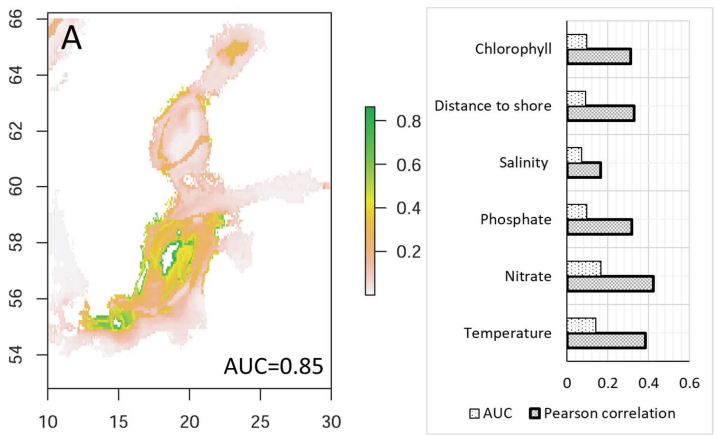 A
66
64
62
60
58
56
54
10 15 20 25 30
AUC=0.85
0.8
0.6
0.4
0.2
Chlorophyll
Distance to shore
Salinity
Phosphate
Nitrate
Temperature
0 0.2 0.4 0.6
AUC Pearson correlation